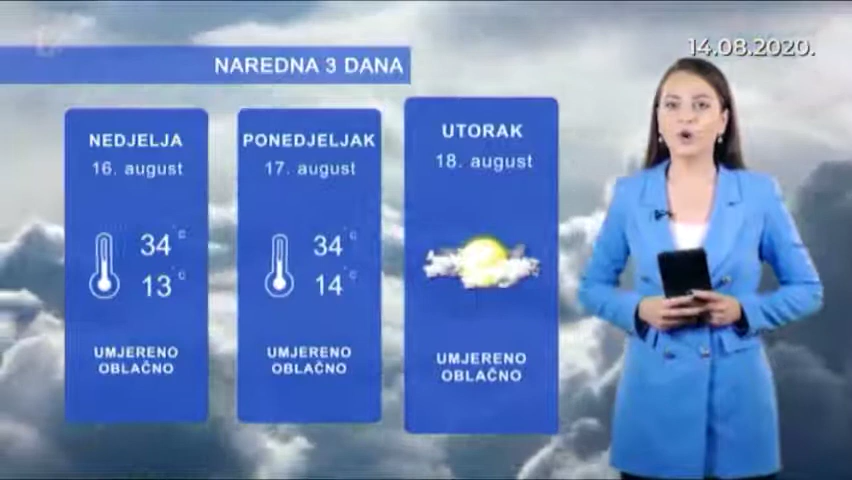 14.08.2020.
NAREDNA 3 DANA
NEDJELJA
16. august
34°C
13°C
UMJERENO
OBLAČNO
PONEDJELJAK
17. august
34°C
14°C
UMJERENO
OBLAČNO
UTORAK
18. august
UMJERENO
OBLAČNO